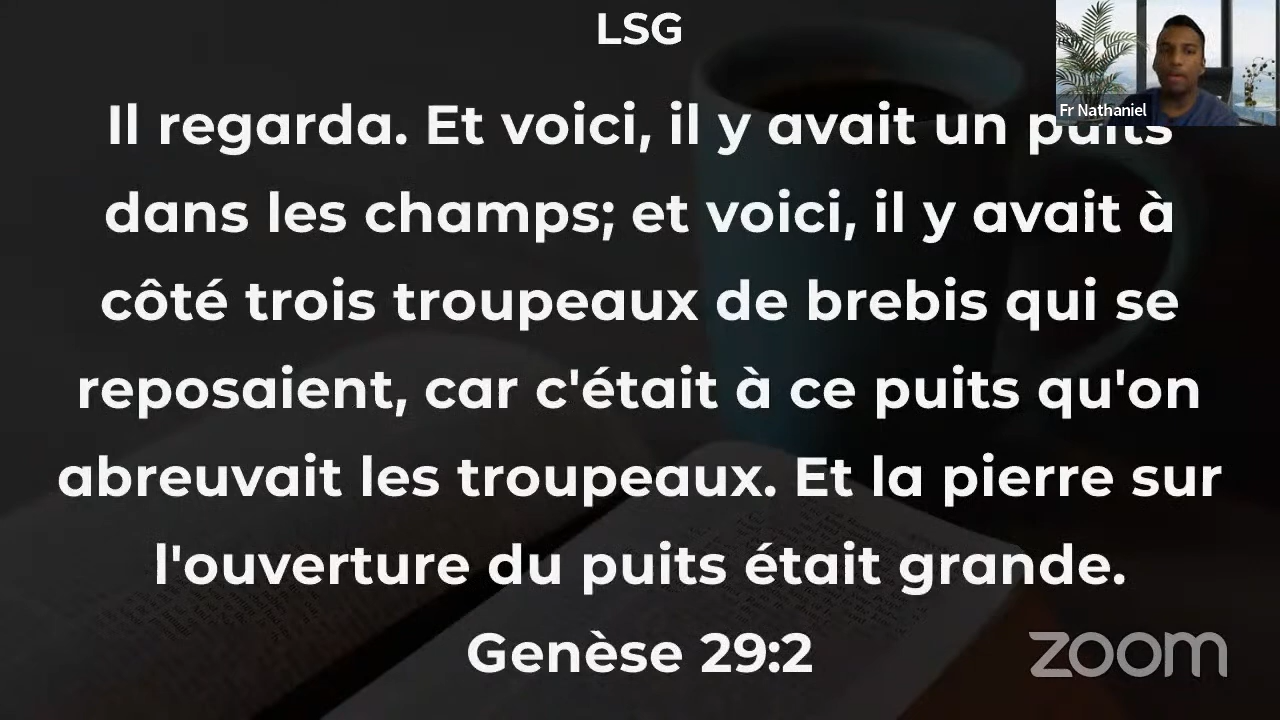 LSG
Fr Nathaniel
Il regarda. Et voici, il y avait un puits
dans les champs; et voici, il y avait à
côté trois troupeaux de brebis qui se
reposaient, car c'était à ce puits qu'on
abreuvait les troupeaux. Et la pierre sur
l'ouverture du puits était grande.
Genèse 29:2
zoom